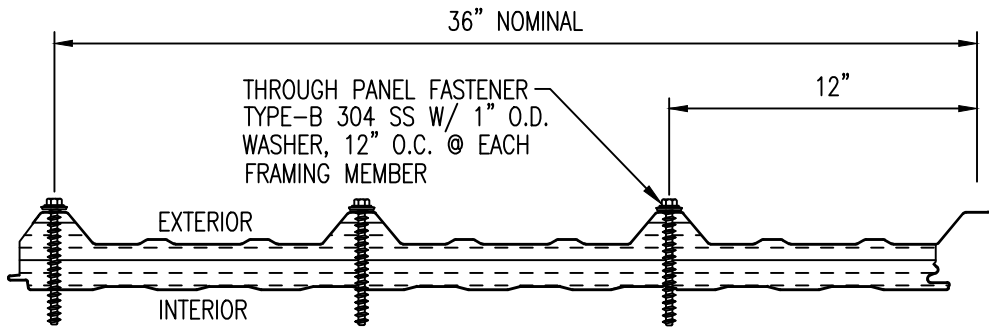 36" NOMINAL
12"
THROUGH PANEL FASTENER
TYPE-B 304 SS W/ 1" O.D.
WASHER, 12" O.C. @ EACH
FRAMING MEMBER
EXTERIOR
INTERIOR